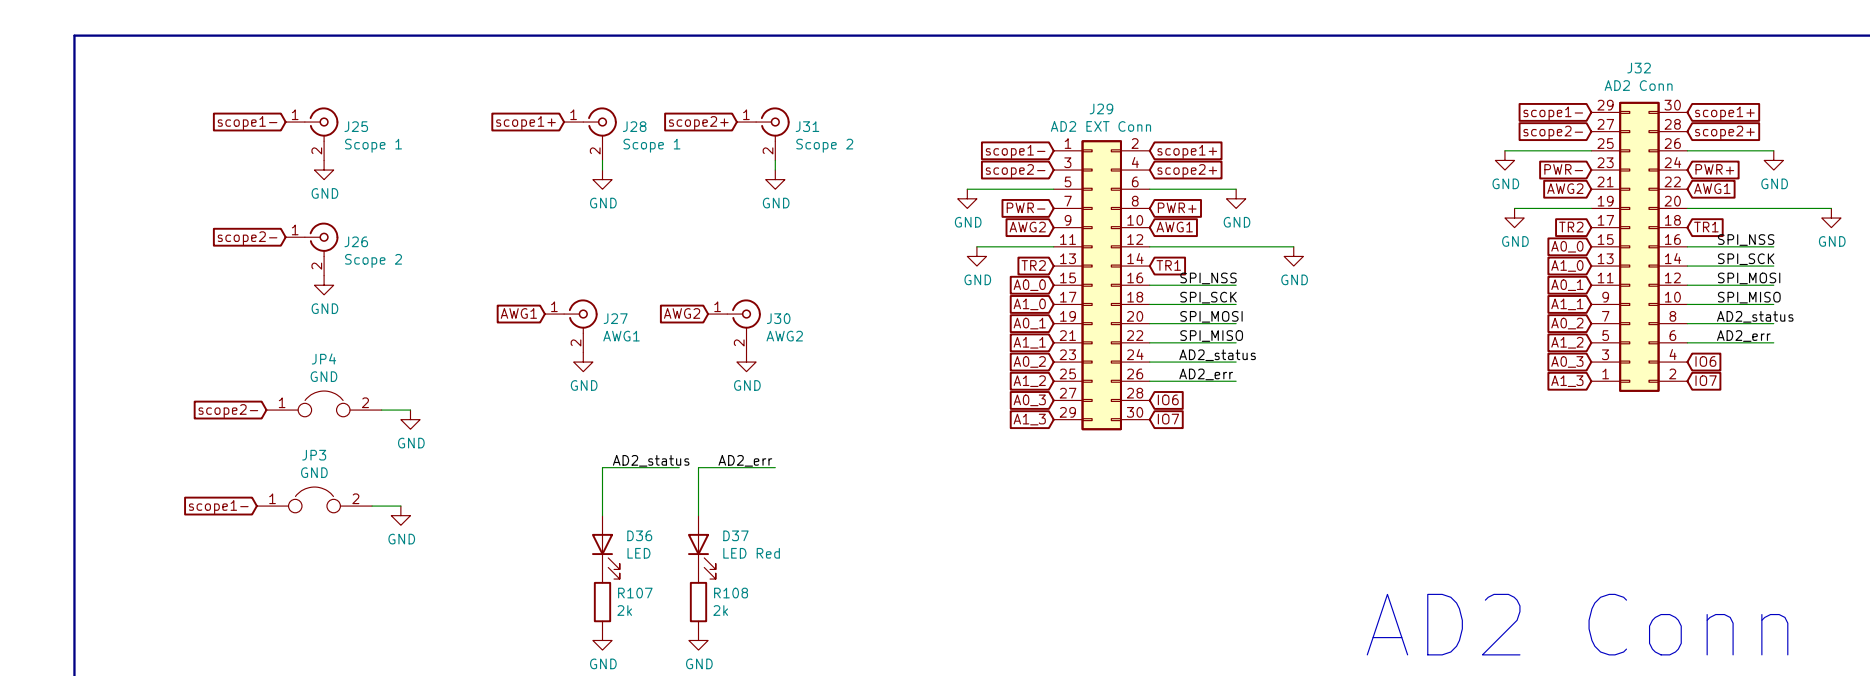 scope1-
1
2
J25
Scope 1
GND
scope2-
1
2
J26
Scope 2
GND
JP4
GND
scope2-
1
2
GND
JP3
GND
scope1-
1
2
GND
scope1+
1
2
J28
Scope 1
GND
scope2+
1
2
J31
Scope 2
GND
AWG1
1
2
J27
AWG1
GND
AWG2
1
2
J30
AWG2
GND
AD2_status
D36
LED
R107
2k
GND
AD2_err
D37
LED Red
R108
2k
GND
J29
AD2 EXT Conn
scope1- 1 2 scope1+
scope2- 3 4 scope2+
5 6
GND GND
PWR- 7 8 PWR+
AWG2 9 10 AWG1
11 12
GND GND
TR2 13 14 TR1
A0_0 15 16 SPI_NSS
A1_0 17 18 SPI_SCK
A0_1 19 20 SPI_MOSI
A1_1 21 22 SPI_MISO
A0_2 23 24 AD2_status
A1_2 25 26 AD2_err
A0_3 27 28 IO6
A1_3 29 30 IO7
J32
AD2 Conn
scope1- 29 30 scope1+
scope2- 27 28 scope2+
25 26
GND GND
PWR- 23 24 PWR+
AWG2 21 22 AWG1
19 20
GND GND
TR2 17 18 TR1
A0_0 15 16 SPI_NSS
A1_0 13 14 SPI_SCK
A0_1 11 12 SPI_MOSI
A1_1 9 10 SPI_MISO
A0_2 7 8 AD2_status
A1_2 5 6 AD2_err
A0_3 3 4 IO6
A1_3 1 2 IO7
AD2 Conn